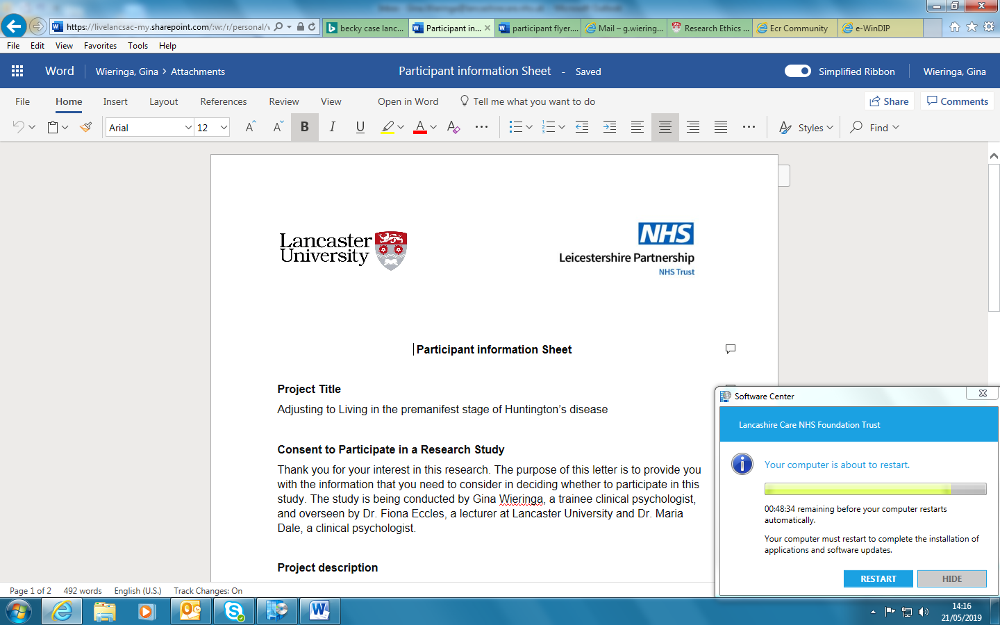 https://livelancsac-my.sharepoint.com/:w:/r/personal/v
becky case lanc...
Participant in...
participant flyer....
Mail – g.wiering...
Research Ethics ...
Ecr Community
e-WinDIP
File Edit View Favorites Tools Help
Word Wieringa, Gina > Attachments
Participant information Sheet - Saved
Simplified Ribbon
Wieringa, Gina
File Home Insert Layout References Review View Open in Word Tell me what you want to do
Share Comments
Arial 12
B I U A A
Styles Find
Lancaster
University
NHS
Leicestershire Partnership
NHS Trust
Participant information Sheet
Project Title
Adjusting to Living in the premanifest stage of Huntington’s disease
Consent to Participate in a Research Study
Thank you for your interest in this research. The purpose of this letter is to provide you
with the information that you need to consider in deciding whether to participate in this
study. The study is being conducted by Gina Wieringa, a trainee clinical psychologist,
and overseen by Dr. Fiona Eccles, a lecturer at Lancaster University and Dr. Maria
Dale, a clinical psychologist.
Project description
Software Center
Lancashire Care NHS Foundation Trust
Your computer is about to restart.
00:48:34 remaining before your computer restarts
automatically.
Your computer must restart to complete the installation of
applications and software updates.
RESTART HIDE
Page 1 of 2 492 words English (U.S.) Track Changes: On
14:16
21/05/2019